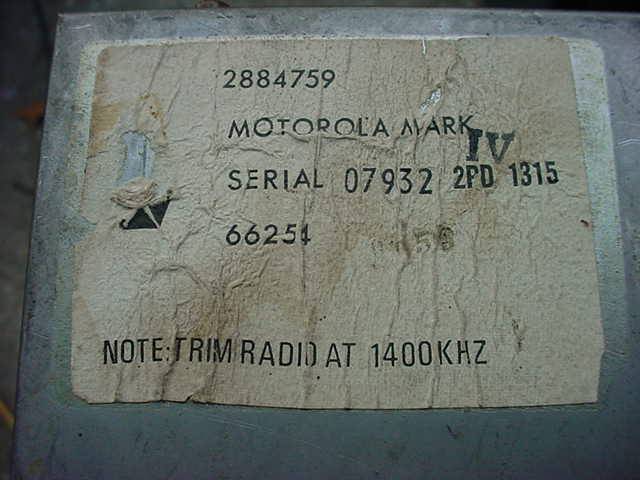 2884759
MOTOROLA MARK IV
SERIAL 07932 2PD 1315
66254
NOTE: TRIM RADIO AT 1400KHZ